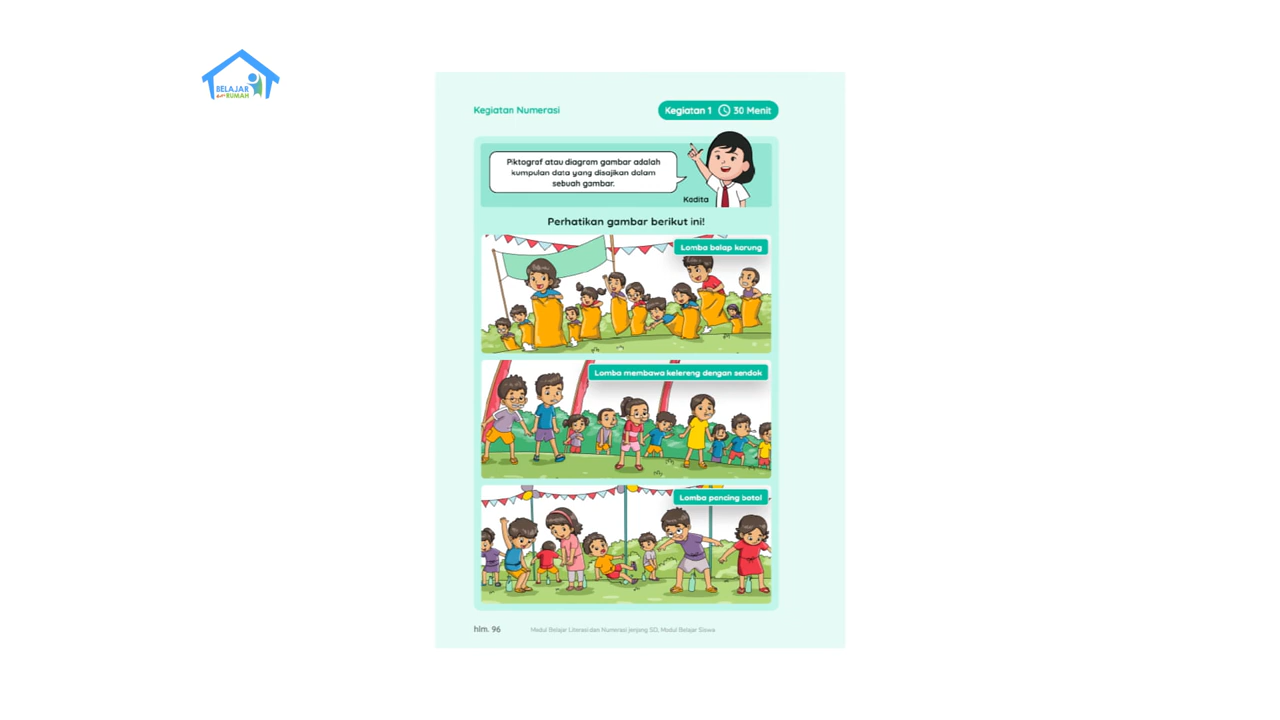 BELAJAR
dari RUMAH
Kegiatan Numerasi
Kegiatan 1 30 Menit
Piktograf atau diagram gambar adalah
kumpulan data yang disajikan dalam
sebuah gambar.
Kadita
Perhatikan gambar berikut ini!
Lomba balap karung
Lomba membawa kelereng dengan sendok
Lomba pancing botol
hlm. 96
Modul Belajar Literasi dan Numerasi Jenjang SD, Modul Belajar Siswa